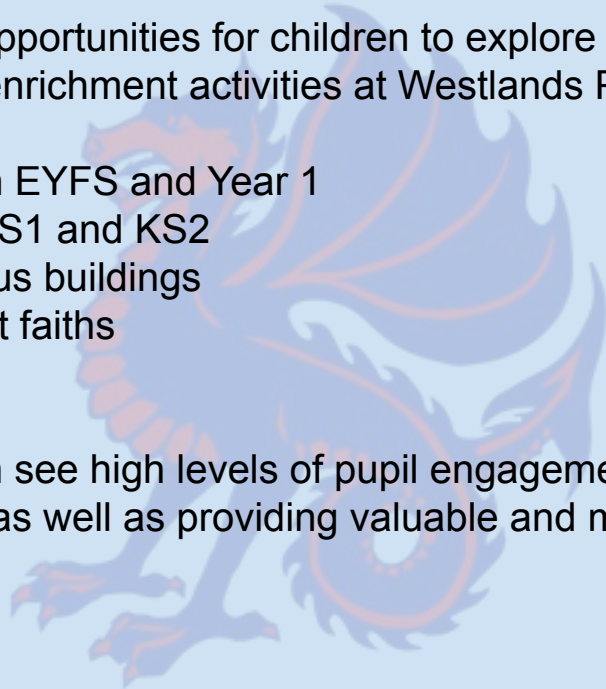 pportunities for children to explore
enrichment activities at Westlands
EYFS and Year 1
S1 and KS2
us buildings
t faiths
see high levels of pupil engageme
as well as providing valuable and